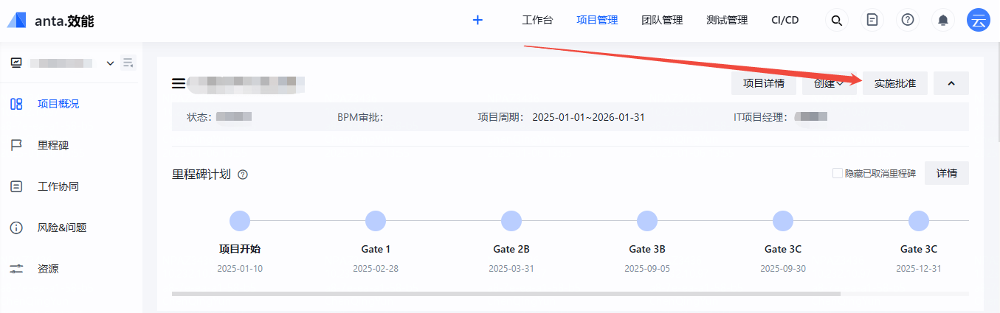 anta.效能
工作台 项目管理 团队管理 测试管理 CI/CD 云
项目概况
里程碑
工作协同
风险&问题
资源
项目详情 创建 实施批准
状态： BPM审批： 项目周期： 2025-01-01~2026-01-31 IT项目经理：
里程碑计划 隐藏已取消里程碑 详情
项目开始 Gate 1 Gate 2B Gate 3B Gate 3C Gate 3C
2025-01-10 2025-02-28 2025-03-31 2025-09-05 2025-09-30 2025-12-31